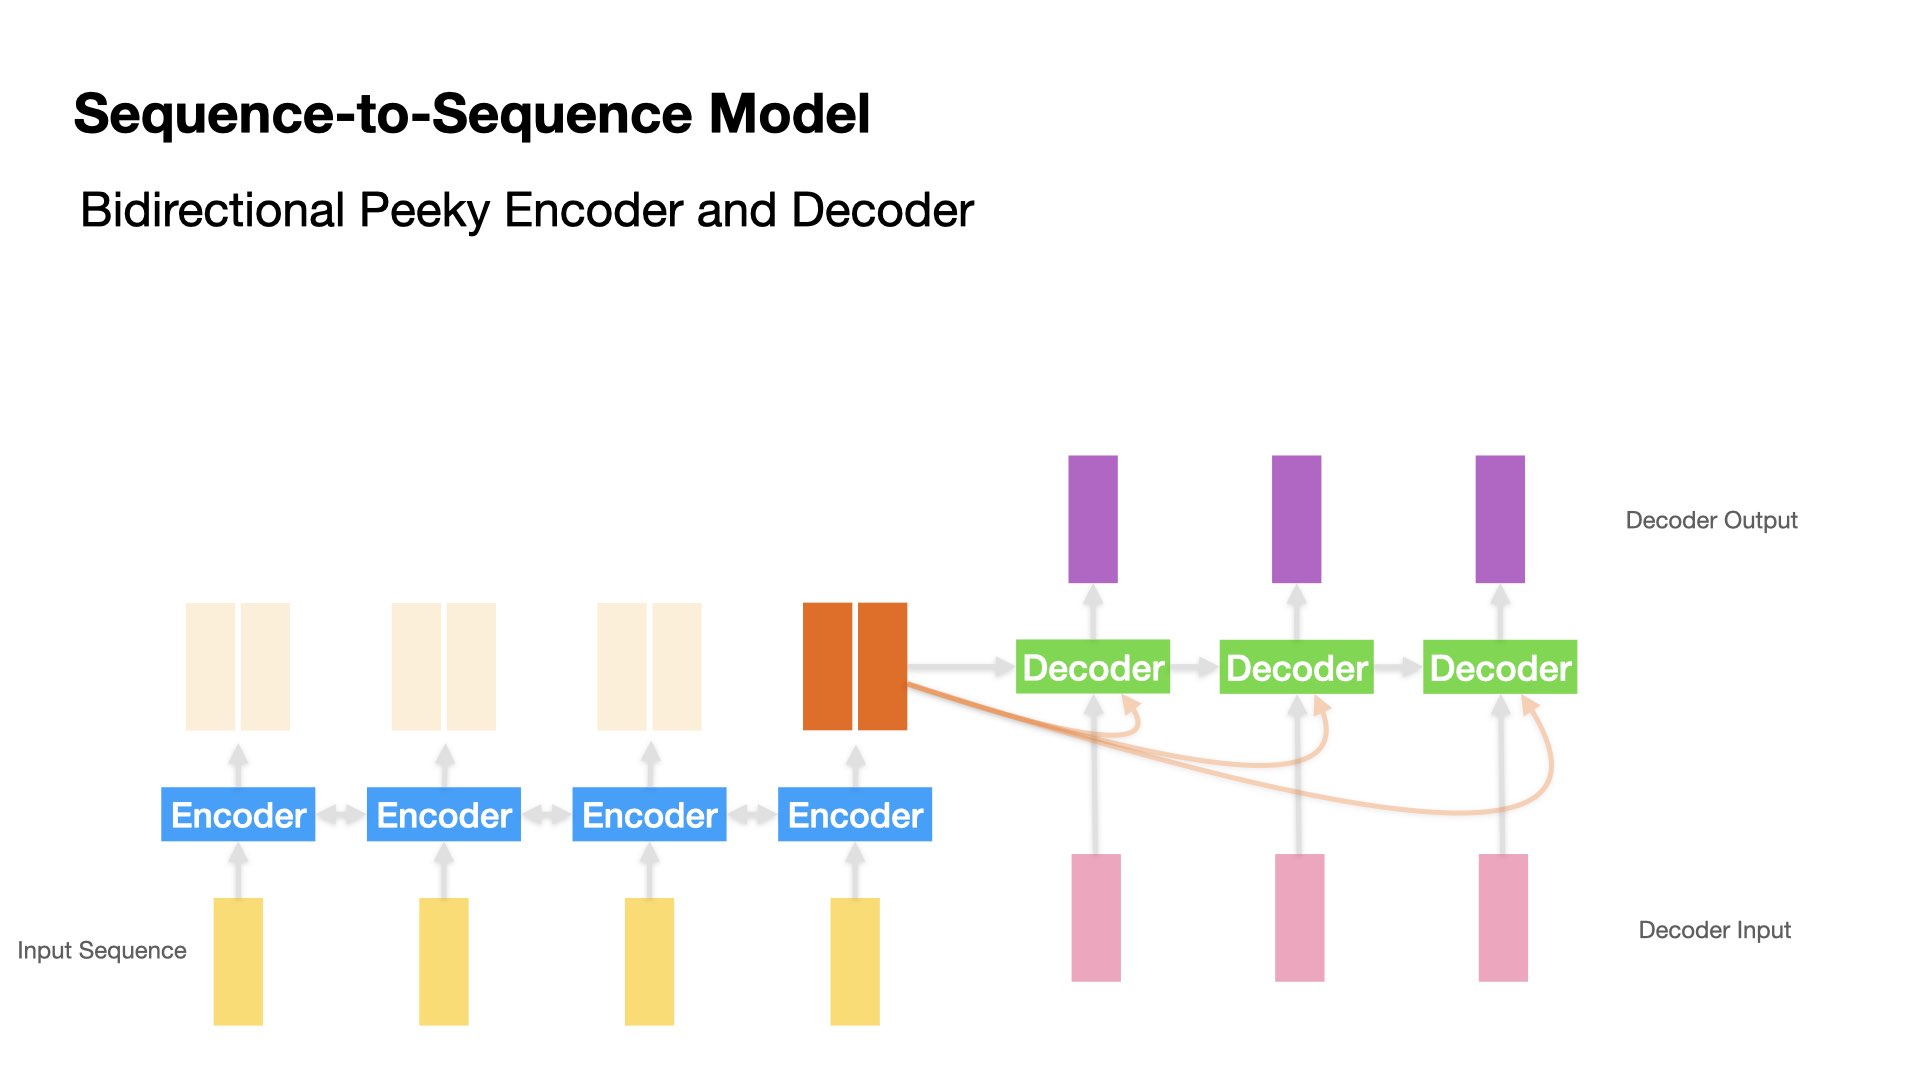 Sequence-to-Sequence Model
Bidirectional Peeky Encoder and Decoder
Decoder Output
Decoder Decoder Decoder
Encoder Encoder Encoder Encoder
Decoder Input
Input Sequence